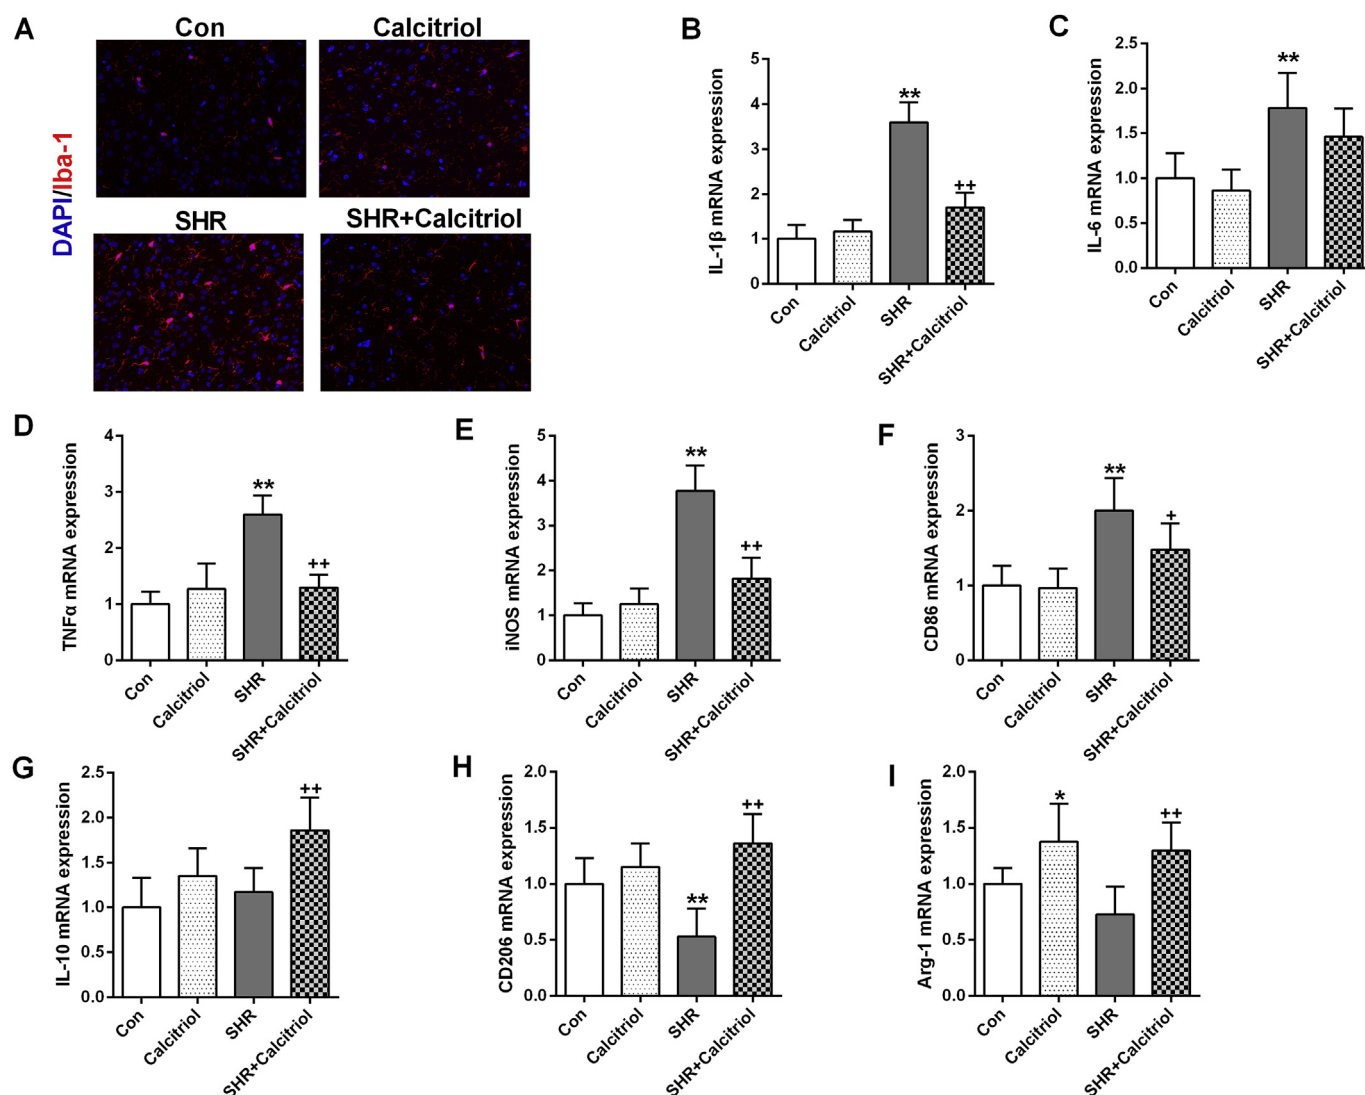 A
Con
Calcitriol
DAPI/Iba-1
SHR
SHR+Calcitriol
B
IL-1β mRNA expression
6
4
2
1
0
**
++
Con
Calcitriol
SHR
SHR+Calcitriol
C
IL-6 mRNA expression
2.5
2.0
1.5
1.0
0.5
0.0
**
Con
Calcitriol
SHR
SHR+Calcitriol
D
TNFα mRNA expression
4
3
2
1
0
**
++
Con
Calcitriol
SHR
SHR+Calcitriol
E
iNOS mRNA expression
5
4
3
2
1
0
**
++
Con
Calcitriol
SHR
SHR+Calcitriol
F
CD86 mRNA expression
3
2
1
0
**
+
Con
Calcitriol
SHR
SHR+Calcitriol
G
IL-10 mRNA expression
2.5
2.0
1.5
1.0
0.5
0.0
++
Con
Calcitriol
SHR
SHR+Calcitriol
H
CD206 mRNA expression
2.0
1.5
1.0
0.5
0.0
**
++
Con
Calcitriol
SHR
SHR+Calcitriol
I
Arg-1 mRNA expression
2.0
1.5
1.0
0.5
0.0
*
++
Con
Calcitriol
SHR
SHR+Calcitriol